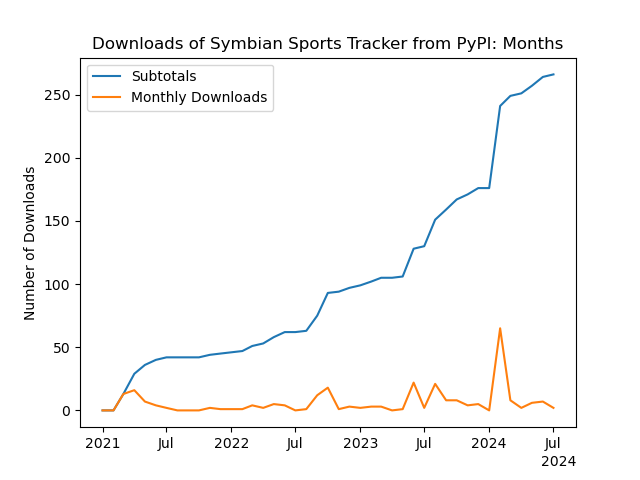 Downloads of Symbian Sports Tracker from PyPI: Months
Subtotals
Monthly Downloads
Number of Downloads
250
200
150
100
50
0
2021 Jul 2022 Jul 2023 Jul 2024 Jul
2024